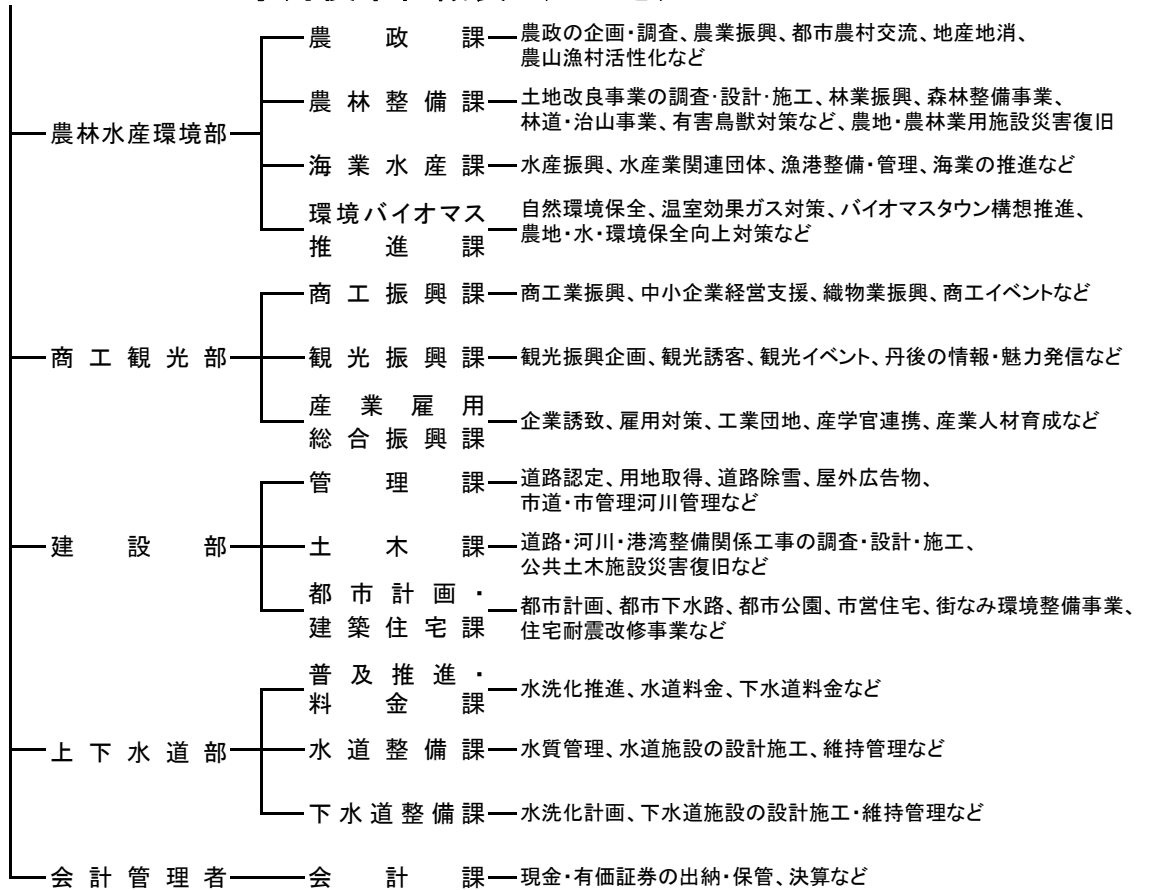 農林水産環境部
農政課
農政の企画・調査、農業振興、都市農村交流、地産地消、
農山漁村活性化など
農林整備課
土地改良事業の調査・設計・施工、林業振興、森林整備事業、
林道・治山事業、有害鳥獣対策など、農地・農林業用施設災害復旧
海業水産課
水産振興、水産業関連団体、漁港整備・管理、海業の推進など
環境バイオマス
推進課
自然環境保全、温室効果ガス対策、バイオマスタウン構想推進、
農地・水・環境保全向上対策など
商工観光部
商工振興課
商工業振興、中小企業経営支援、織物業振興、商工イベントなど
観光振興課
観光振興企画、観光誘客、観光イベント、丹後の情報・魅力発信など
産業雇用
総合振興課
企業誘致、雇用対策、工業団地、産学官連携、産業人材育成など
建設部
管理課
道路認定、用地取得、道路除雪、屋外広告物、
市道・市管理河川管理など
土木課
道路・河川・港湾整備関係工事の調査・設計・施工、
公共土木施設災害復旧など
都市計画・
建築住宅課
都市計画、都市下水路、都市公園、市営住宅、街なみ環境整備事業、
住宅耐震改修事業など
上下水道部
普及推進・
料金課
水洗化推進、水道料金、下水道料金など
水道整備課
水質管理、水道施設の設計施工、維持管理など
下水道整備課
水洗化計画、下水道施設の設計施工・維持管理など
会計管理者
会計課
現金・有価証券の出納・保管、決算など